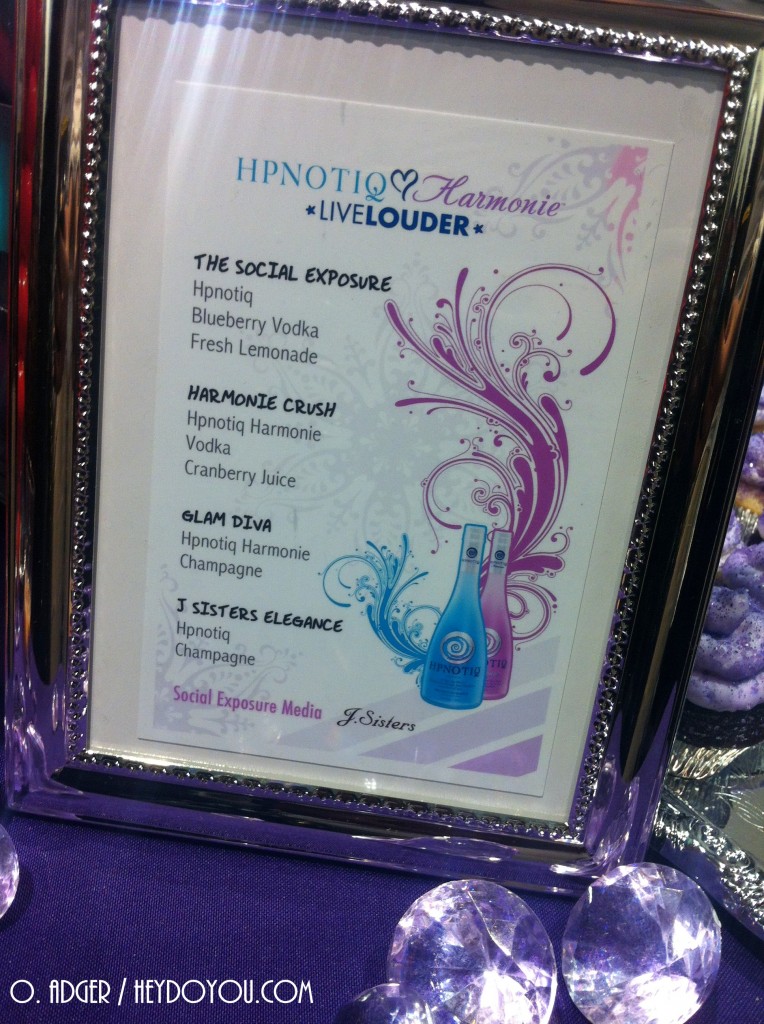 HPNOTIQ Harmonie
*LIVELOUDER*
THE SOCIAL EXPOSURE
Hpnotiq
Blueberry Vodka
Fresh Lemonade
HARMONIE CRUSH
Hpnotiq Harmonie
Vodka
Cranberry Juice
GLAM DIVA
Hpnotiq Harmonie
Champagne
J SISTERS ELEGANCE
Hpnotiq
Champagne
HPNOTIQ
Social Exposure Media J.Sisters
O. ADGER / HEYDOYOU.COM